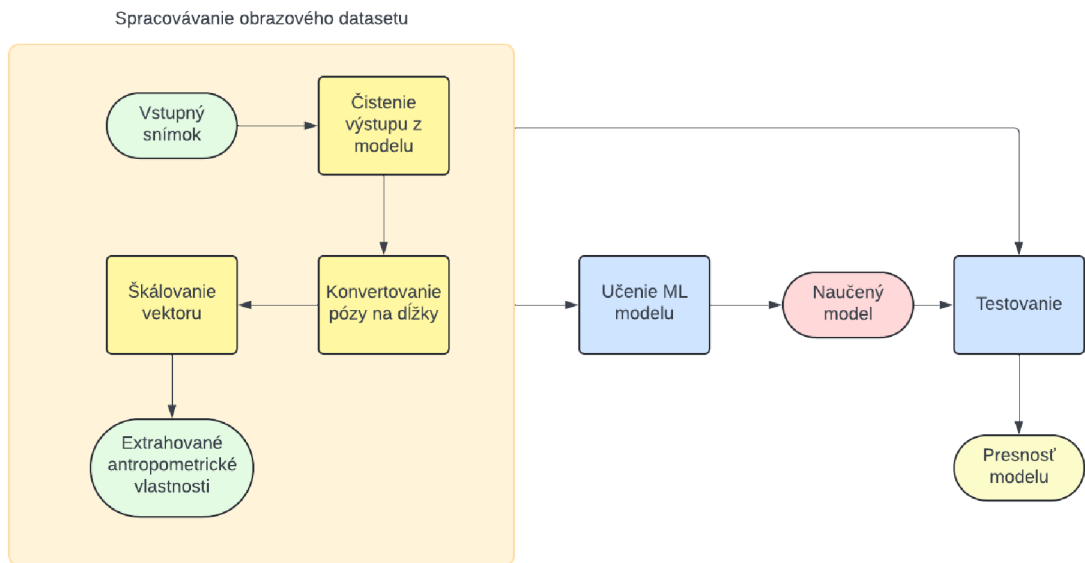 Spracovávanie obrazového datasetu
Vstupný
snímok
Čistenie
výstupu z
modelu
Škálovanie
vektoru
Konvertovanie
pózy na dĺžky
Učenie ML
modelu
Naučený
model
Testovanie
Extrahované
antropometrické
vlastnosti
Presnosť
modelu